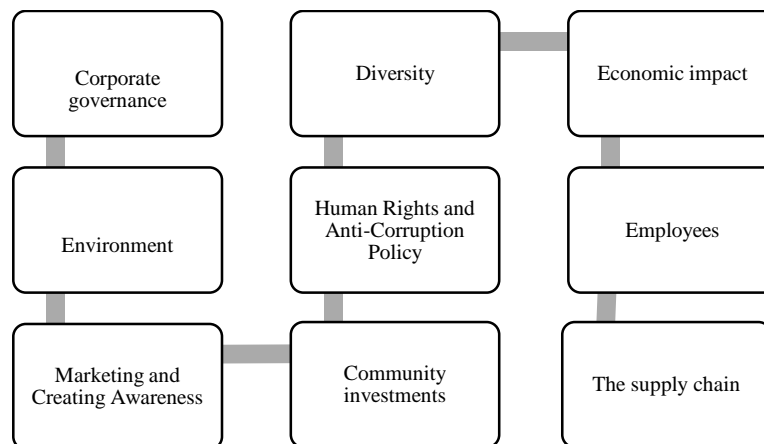 Corporate
governance
Diversity
Economic impact
Environment
Human Rights and
Anti-Corruption
Policy
Employees
Marketing and
Creating Awareness
Community
investments
The supply chain